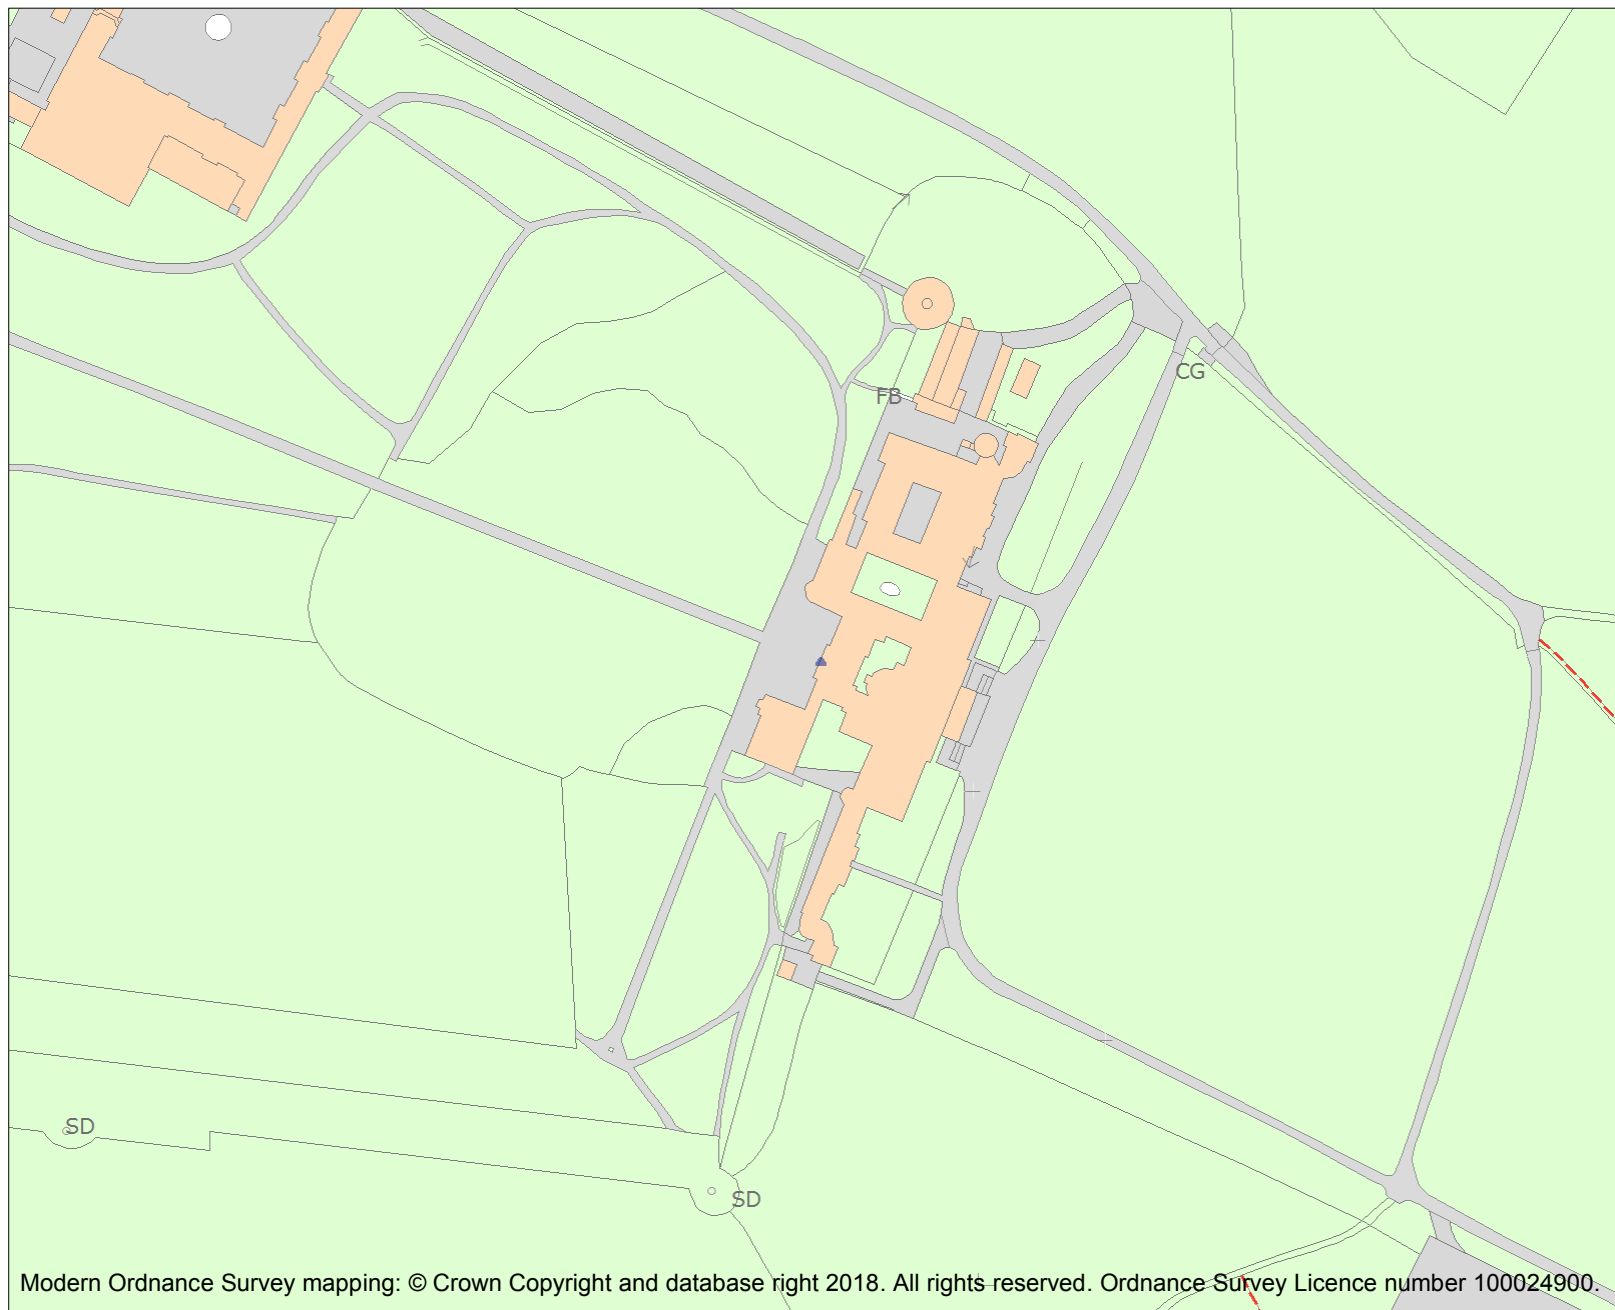 CG
FB
SD
SD
Modern Ordnance Survey mapping: © Crown Copyright and database right 2018. All rights reserved. Ordnance Survey Licence number 100024900.